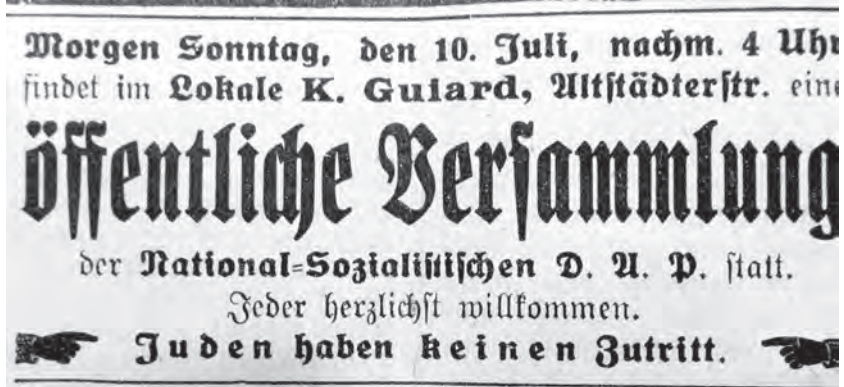 Morgen Sonntag, den 10. Juli, nachm. 4 Uhr
findet im Lokale K. Guiard, Altstädterstr. eine
öffentliche Versammlung
der National-Sozialistischen D. A. P. statt.
Jeder herzlichst willkommen.
Juden haben keinen Zutritt.